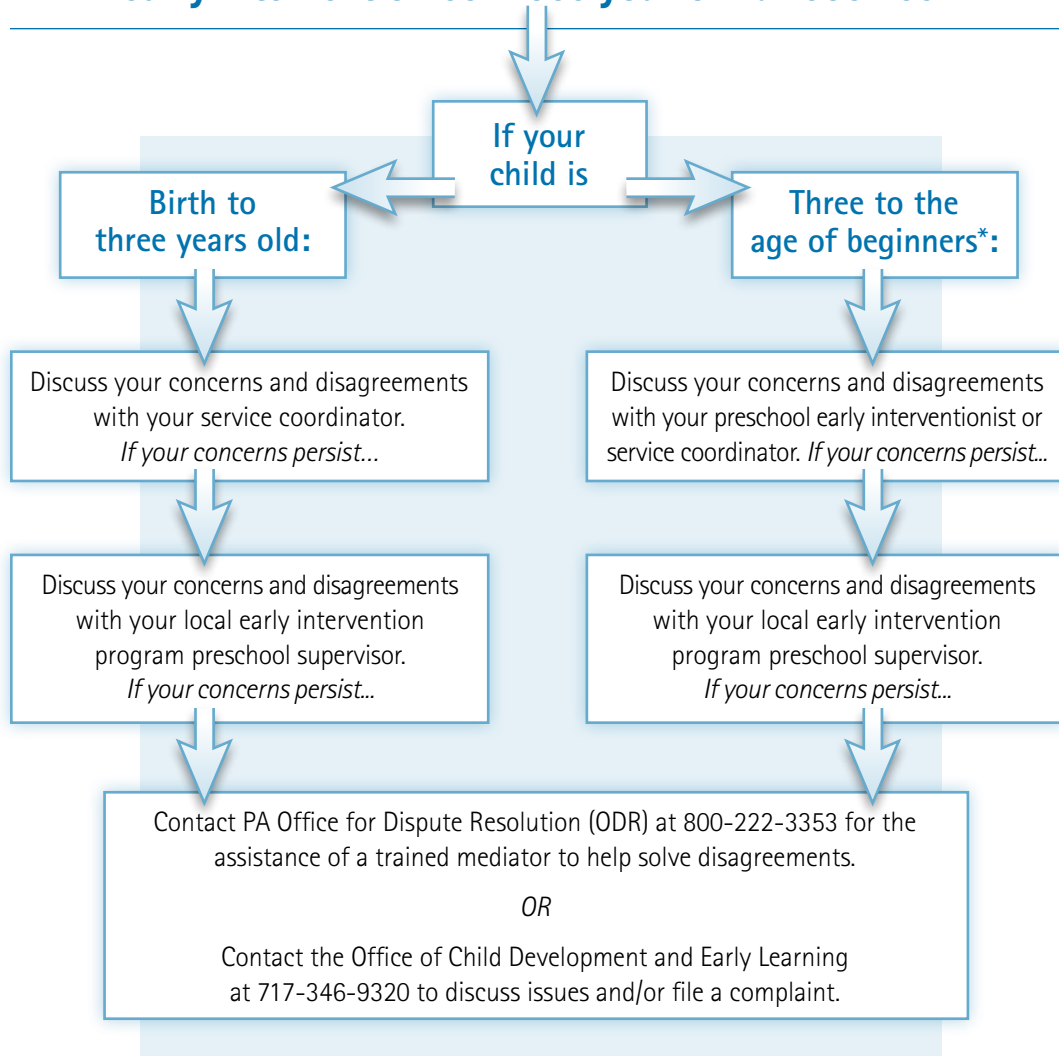 If your
child is
Birth to
three years old:
Three to the
age of beginners*:
Discuss your concerns and disagreements
with your service coordinator.
If your concerns persist...
Discuss your concerns and disagreements
with your preschool early interventionist or
service coordinator. If your concerns persist...
Discuss your concerns and disagreements
with your local early intervention
program preschool supervisor.
If your concerns persist...
Discuss your concerns and disagreements
with your local early intervention
program preschool supervisor.
If your concerns persist...
Contact PA Office for Dispute Resolution (ODR) at 800-222-3353 for the
assistance of a trained mediator to help solve disagreements.
OR
Contact the Office of Child Development and Early Learning
at 717-346-9320 to discuss issues and/or file a complaint.